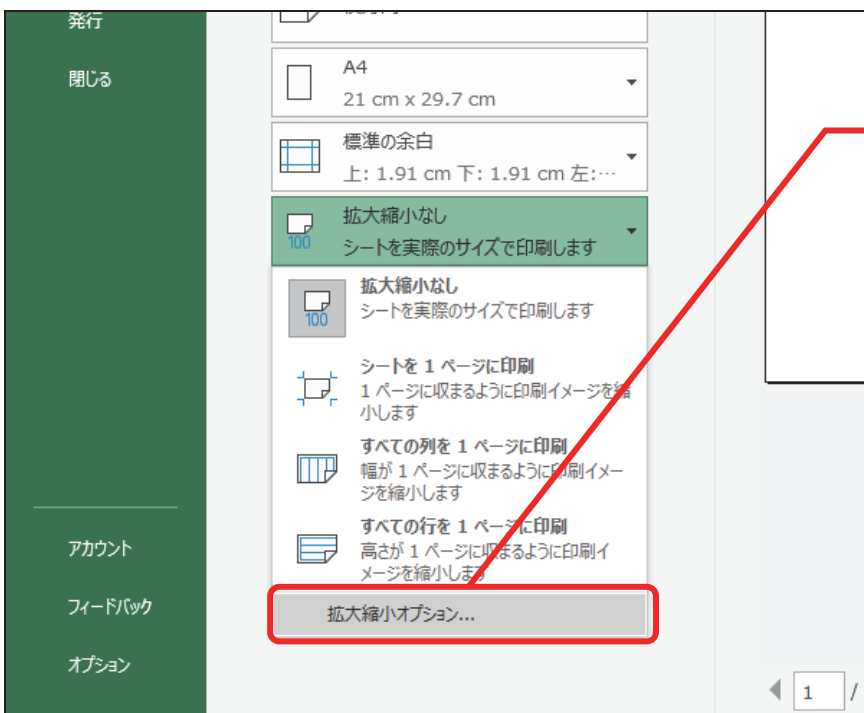 発行
閉じる
A4
21 cm x 29.7 cm
標準の余白
上: 1.91 cm 下: 1.91 cm 左:…
100
拡大縮小なし
シートを実際のサイズで印刷します
100
拡大縮小なし
シートを実際のサイズで印刷します
シートを 1 ページに印刷
1 ページに収まるように印刷イメージを縮
小します
すべての列を 1 ページに印刷
幅が 1 ページに収まるように印刷イメー
ジを縮小します
すべての行を 1 ページに印刷
高さが 1 ページに収まるように印刷イ
メージを縮小します
拡大縮小オプション...
アカウント
フィードバック
オプション
1 /